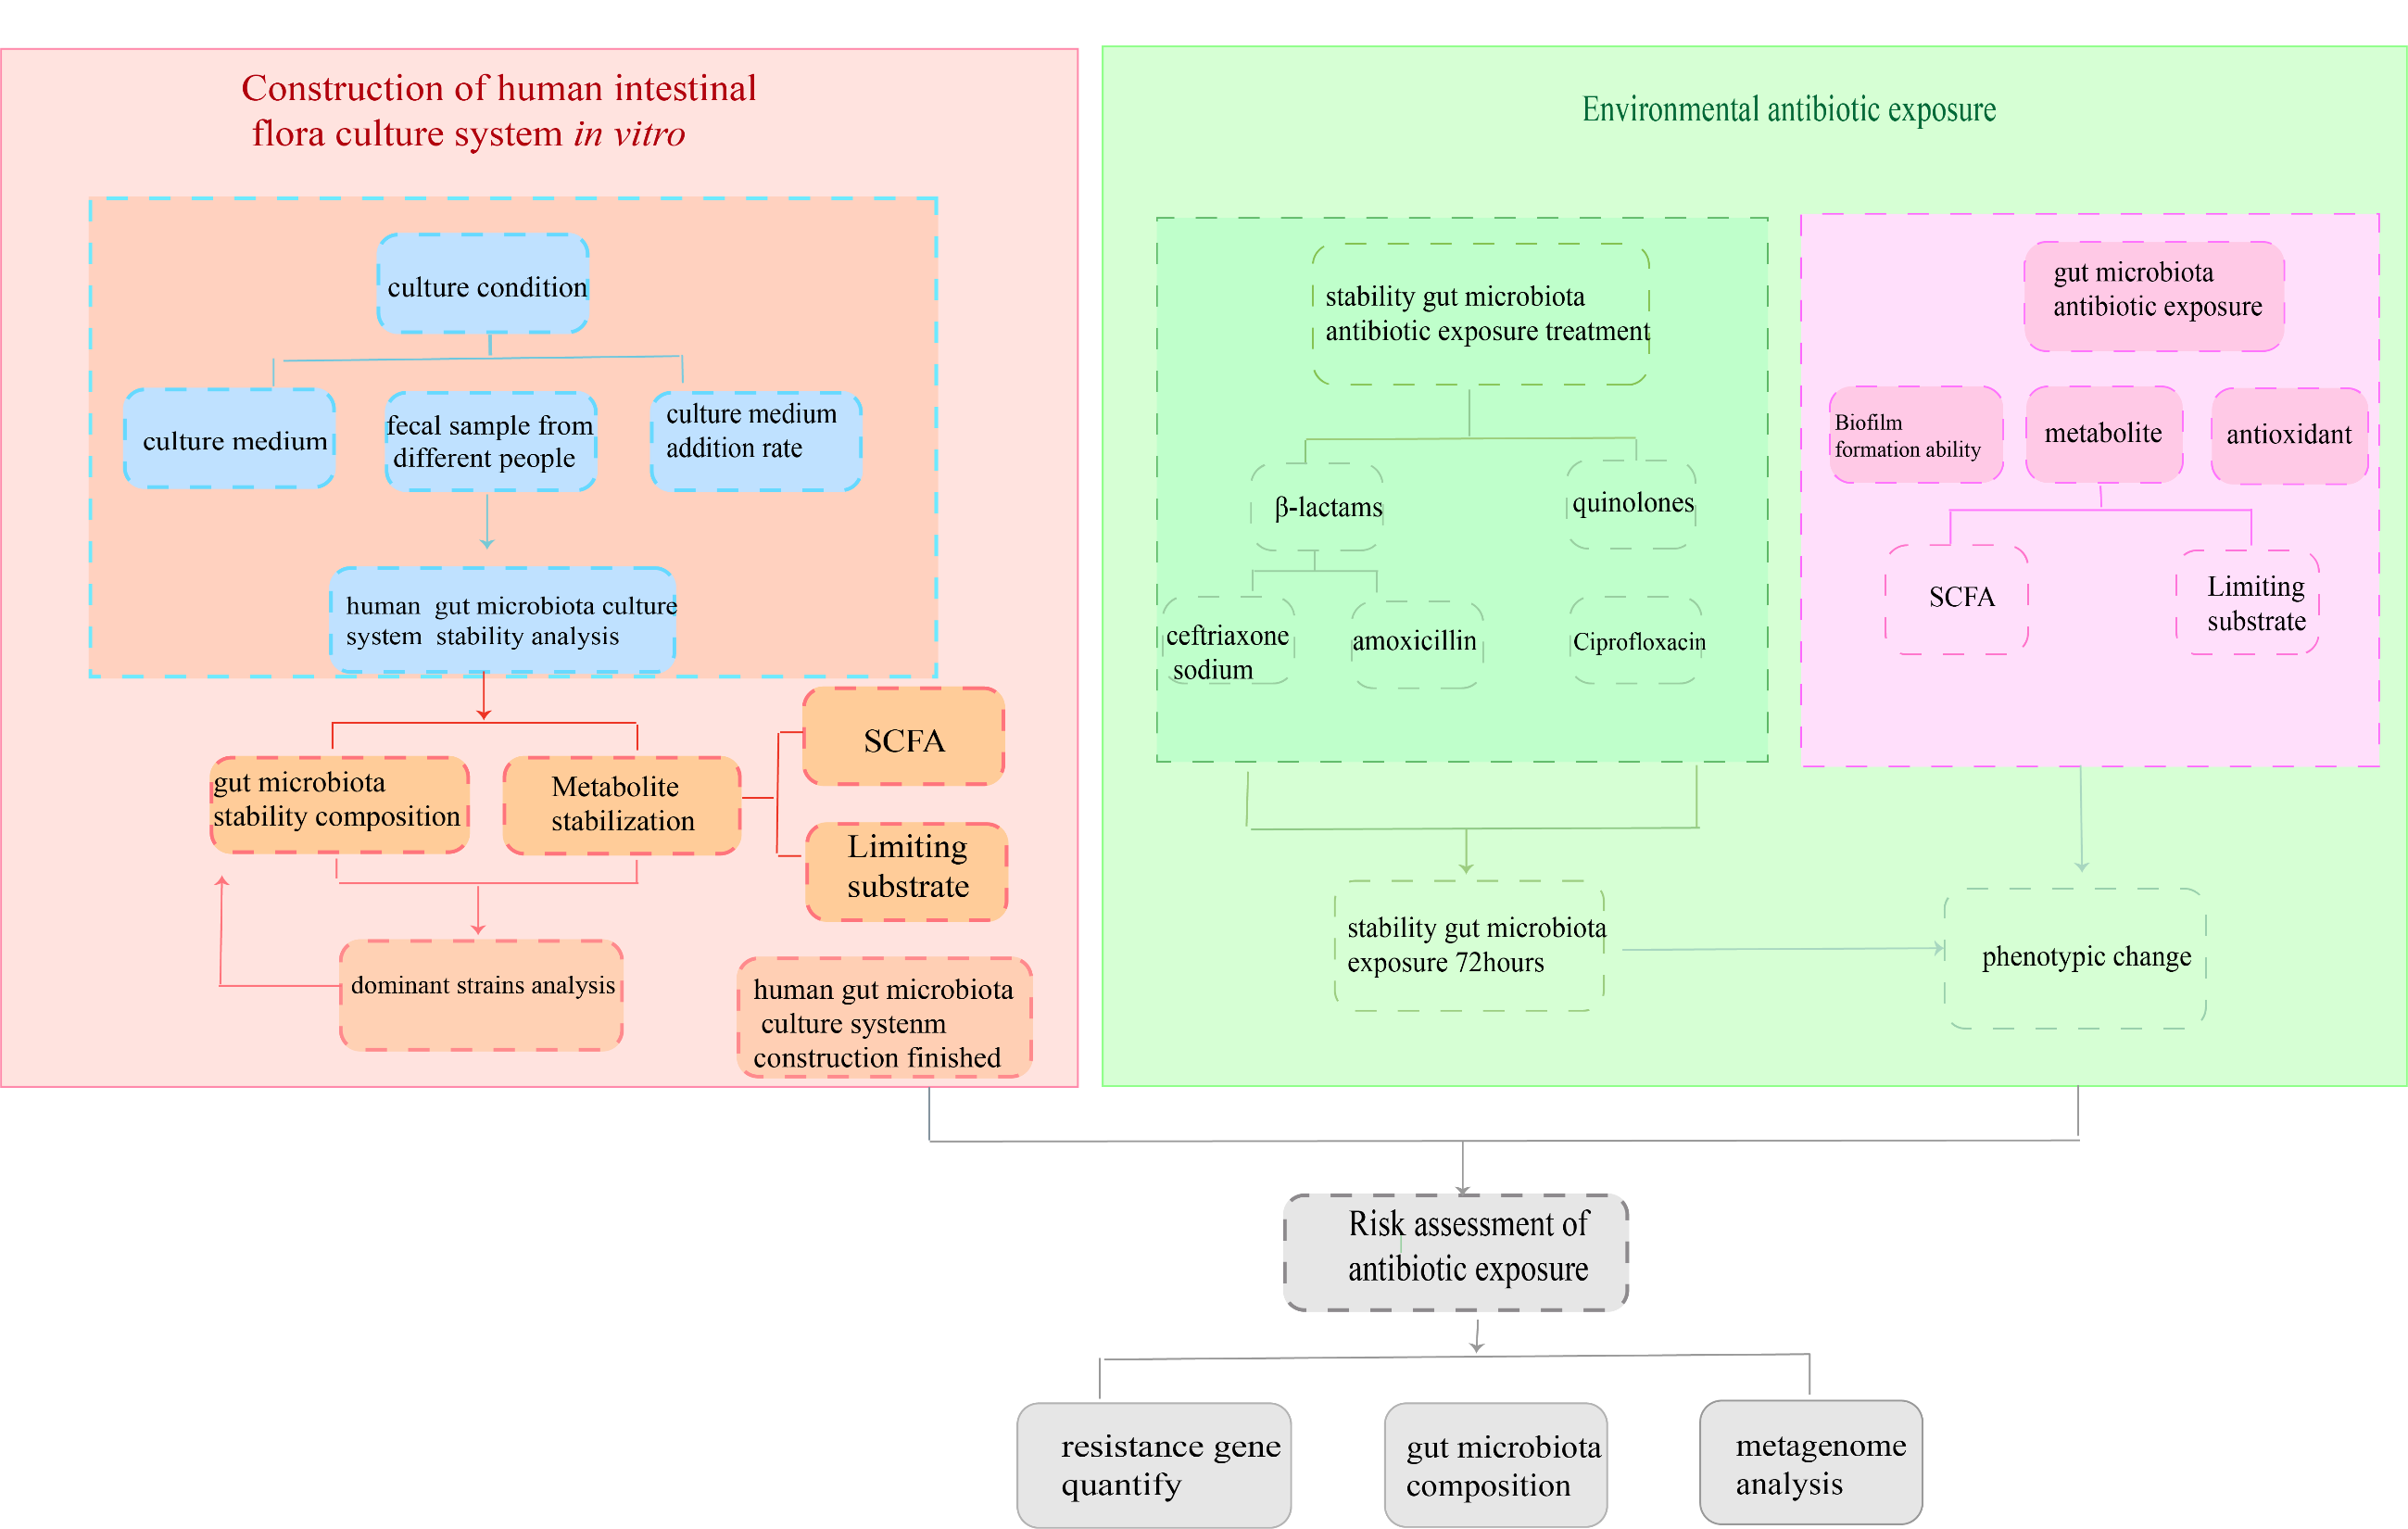 Construction of human intestinal
flora culture system in vitro
culture condition
culture medium
fecal sample from
different people
culture medium
addition rate
human gut microbiota culture
system stability analysis
gut microbiota
stability composition
Metabolite
stabilization
SCFA
Limiting
substrate
dominant strains analysis
human gut microbiota
culture systenm
construction finished
Environmental antibiotic exposure
stability gut microbiota
antibiotic exposure treatment
β-lactams
quinolones
ceftriaxone
sodium
amoxicillin
Ciprofloxacin
gut microbiota
antibiotic exposure
Biofilm
formation ability
metabolite
antioxidant
SCFA
Limiting
substrate
stability gut microbiota
exposure 72hours
phenotypic change
Risk assessment of
antibiotic exposure
resistance gene
quantify
gut microbiota
composition
metagenome
analysis